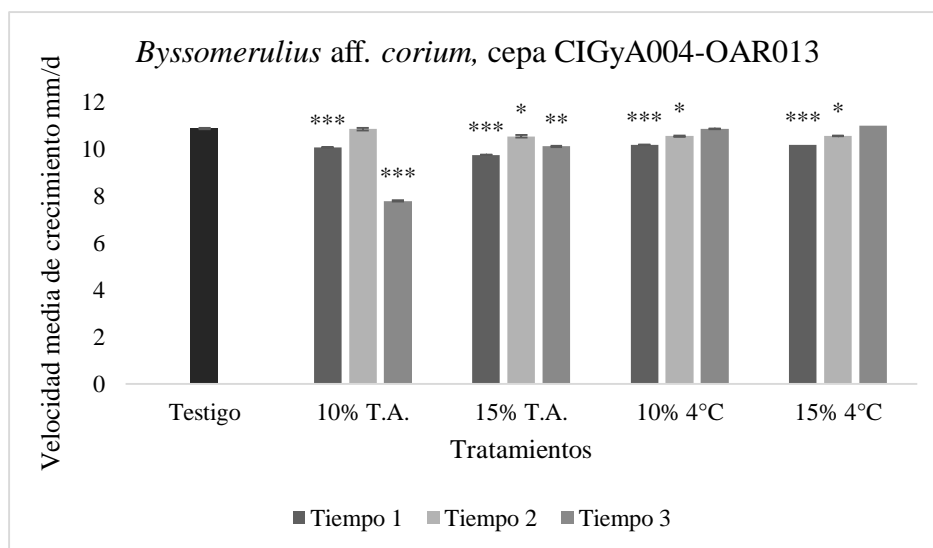 Byssomerulius aff. corium, cepa CIGyA004-OAR013
Velocidad media de crecimiento mm/d
12
10
8
6
4
2
0
*** ***
*** * **
*** *
*** *
Testigo 10% T.A. 15% T.A. 10% 4°C 15% 4°C
Tratamientos
Tiempo 1 Tiempo 2 Tiempo 3